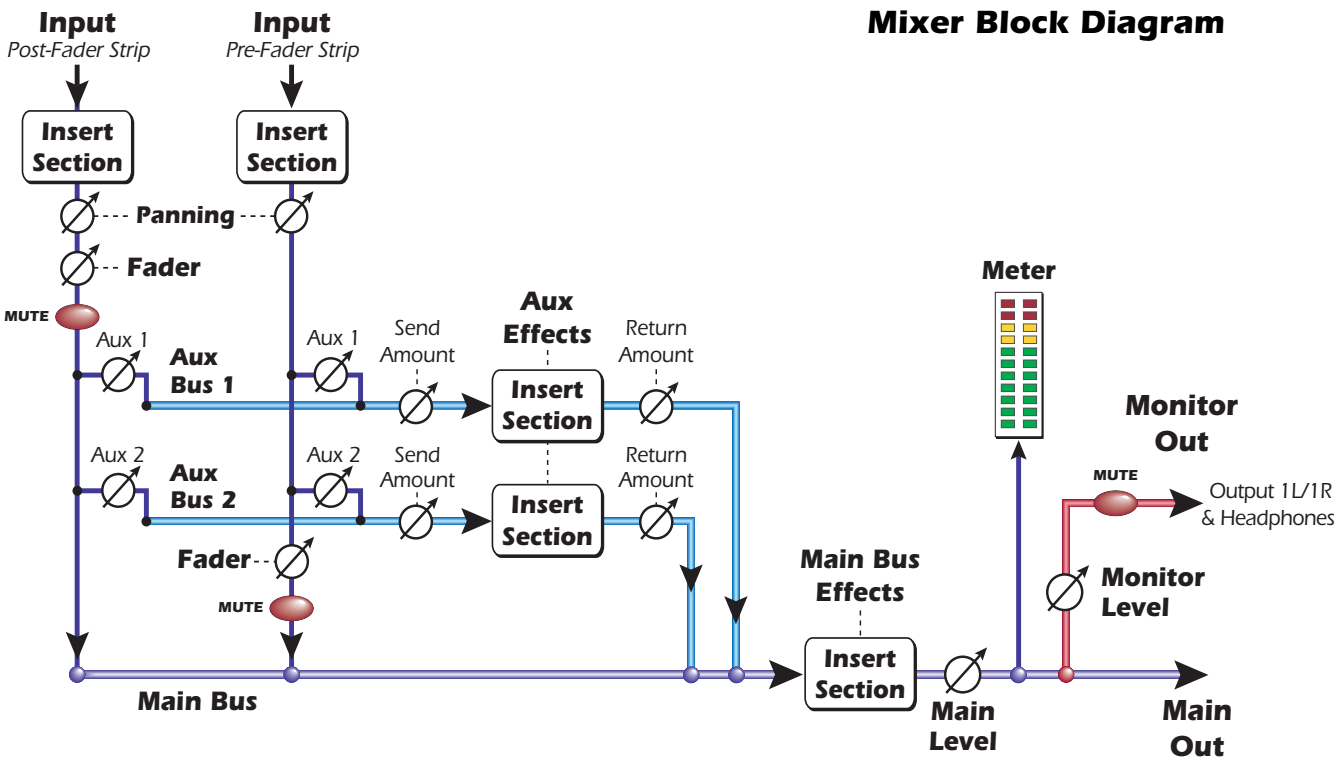 Mixer Block Diagram
Input
Post-Fader Strip
Input
Pre-Fader Strip
Insert
Section
Insert
Section
Panning
Fader
MUTE
Aux 1
Aux
Bus 1
Aux 1
Send
Amount
Aux
Effects
Insert
Section
Return
Amount
Aux 2
Aux
Bus 2
Aux 2
Send
Amount
Insert
Section
Return
Amount
Fader
MUTE
Main Bus
Main Bus
Effects
Insert
Section
Main
Level
Meter
Monitor
Out
MUTE
Output 1L/1R
& Headphones
Monitor
Level
Main
Out